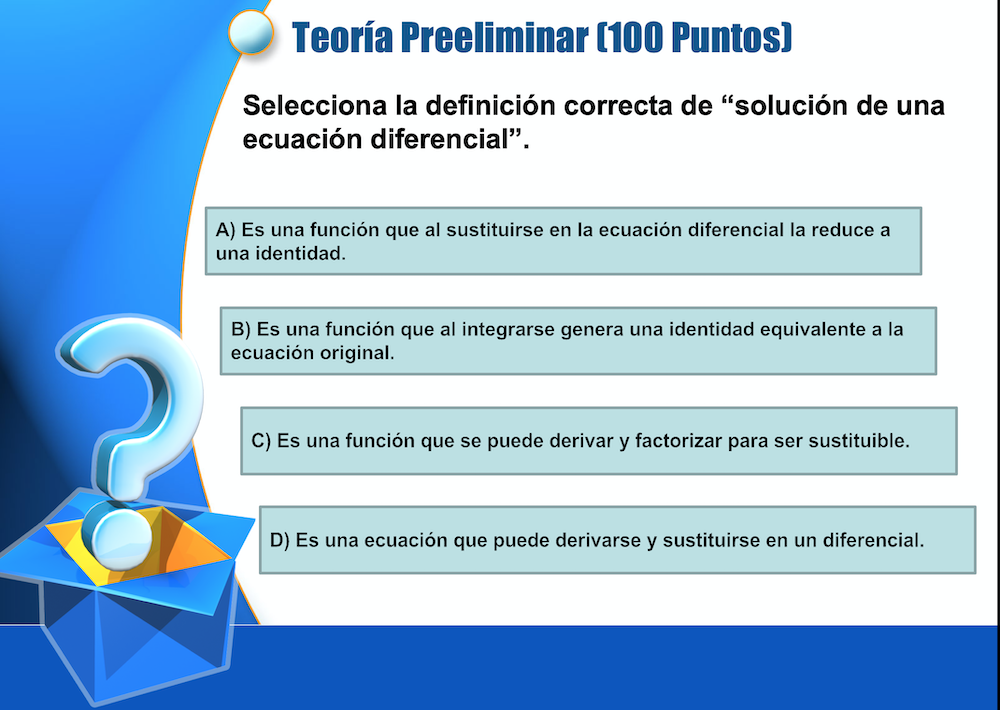 Teoría Preeliminar (100 Puntos)
Selecciona la definición correcta de “solución de una
ecuación diferencial”.
A) Es una función que al sustituirse en la ecuación diferencial la reduce a
una identidad.
B) Es una función que al integrarse genera una identidad equivalente a la
ecuación original.
C) Es una función que se puede derivar y factorizar para ser sustituible.
D) Es una ecuación que puede derivarse y sustituirse en un diferencial.